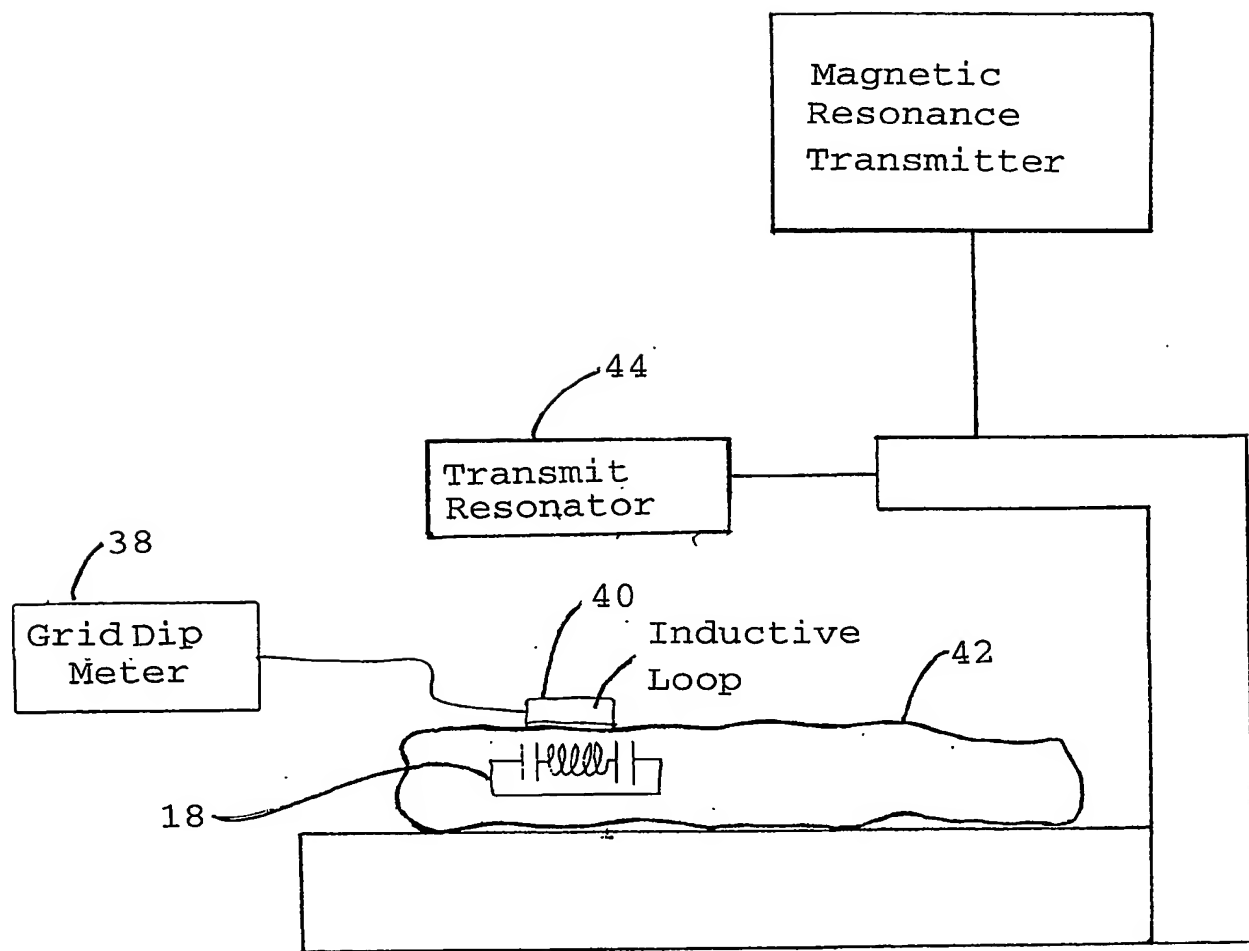 Magnetic
Resonance
Transmitter
44
Transmit
Resonator
38
Grid Dip
Meter
40
Inductive
Loop
42
18